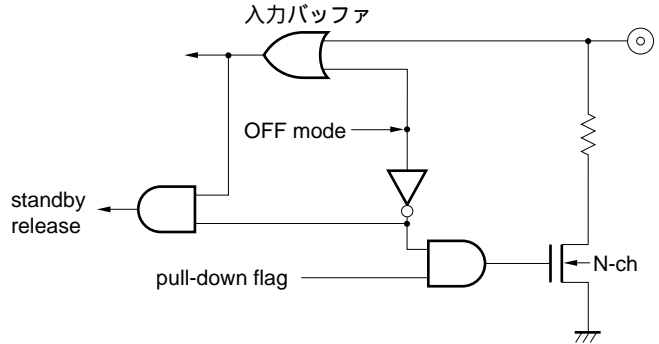 入力バッファ
OFF mode
standby
release
pull-down flag
N-ch